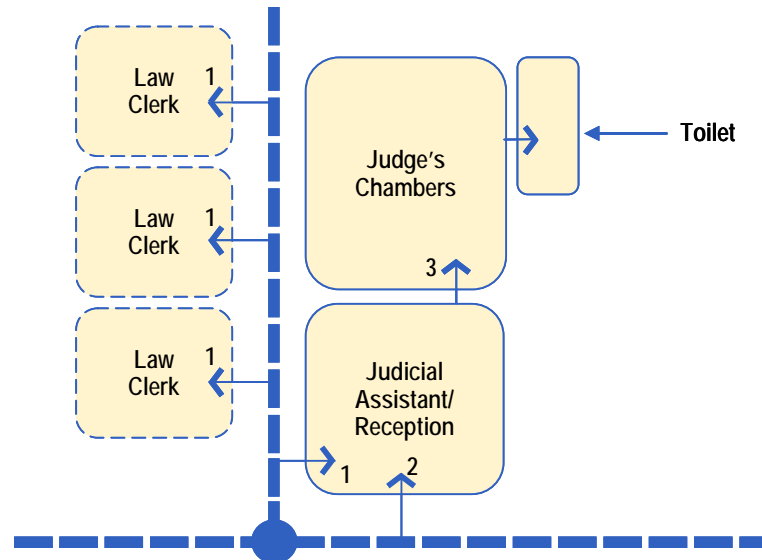 Law
Clerk
1
Law
Clerk
1
Law
Clerk
1
Judge's
Chambers
3
Toilet
Judicial
Assistant/
Reception
1
2